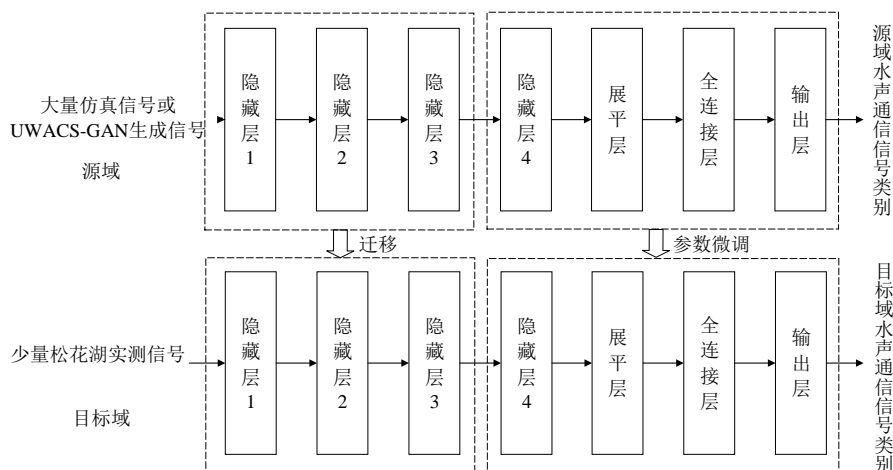 大量仿真信号或
UWACS-GAN生成信号
源域
隐藏层1
隐藏层2
隐藏层3
隐藏层4
展平层
全连接层
输出层
源域水声通信信号类别
迁移
参数微调
少量松花湖实测信号
目标域
隐藏层1
隐藏层2
隐藏层3
隐藏层4
展平层
全连接层
输出层
目标域水声通信信号类别